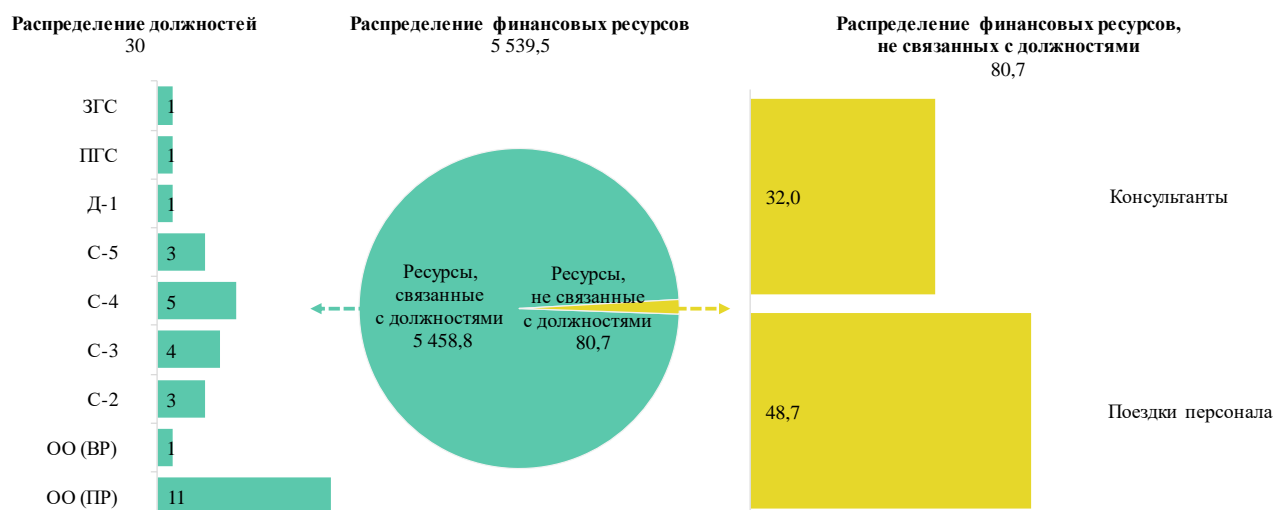 Распределение должностей
30
ЗГС
1
ПГС
1
Д-1
1
С-5
3
С-4
5
С-3
4
С-2
3
ОО (ВР)
1
ОО (ПР)
11
Распределение финансовых ресурсов
5 539,5
Ресурсы,
связанные
с должностями
5 458,8
Ресурсы,
не связанные
с должностями
80,7
Распределение финансовых ресурсов,
не связанных с должностями
80,7
32,0
Консультанты
48,7
Поездки персонала